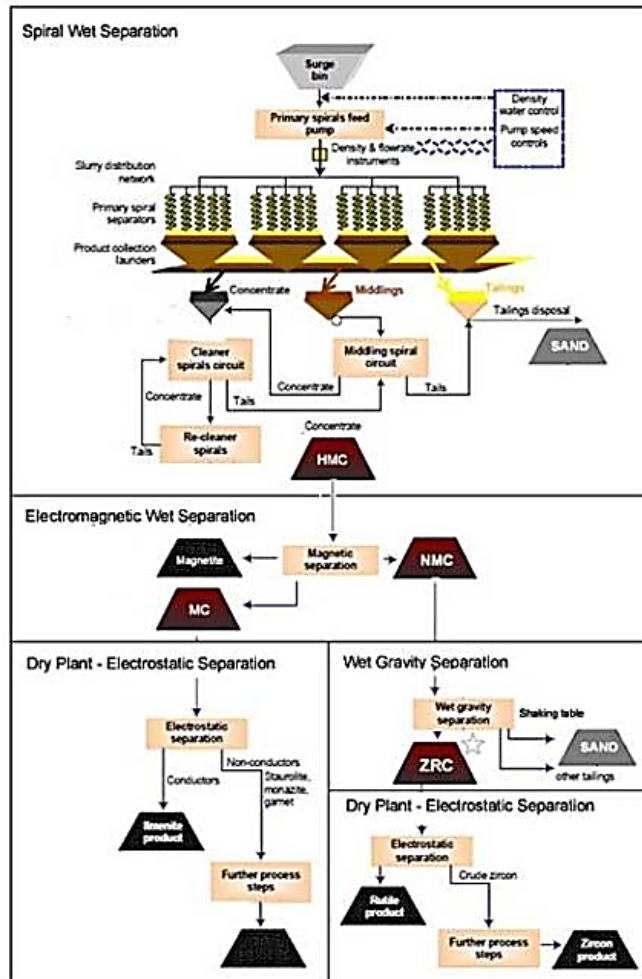 Spiral Wet Separation
Surge
bin
Density
water control
Primary spirals feed
pump
Pump speed
controls
Density & flowrate
instruments
Slurry distribution
network
Primary spiral
separators
Product collection
launders
Concentrate
Middlings
Tailings
Tailings disposal
SAND
Cleaner
spirals circuit
Middling spiral
circuit
Concentrate
Concentrate
Tails
Tails
Tails
Re-cleaner
spirals
Concentrate
HMC
Electromagnetic Wet Separation
Magnetite
Magnetic
separation
NMC
MC
Dry Plant - Electrostatic Separation
Electrostatic
separation
Non-conductors
Staurolite,
monazite,
garnet
Conductors
Ilmenite
product
Further process
steps
Wet Gravity Separation
Wet gravity
separation
Shaking table
SAND
ZRC
other tailings
Dry Plant - Electrostatic Separation
Electrostatic
separation
Crude zircon
Rutile
product
Further process
steps
Zircon
product